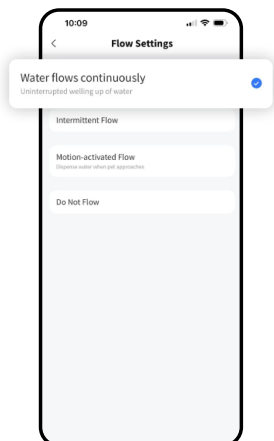 10:09
Flow Settings
Water flows continuously
Uninterrupted welling up of water
Intermittent Flow
Motion-activated Flow
Dispense water when pet approaches
Do Not Flow